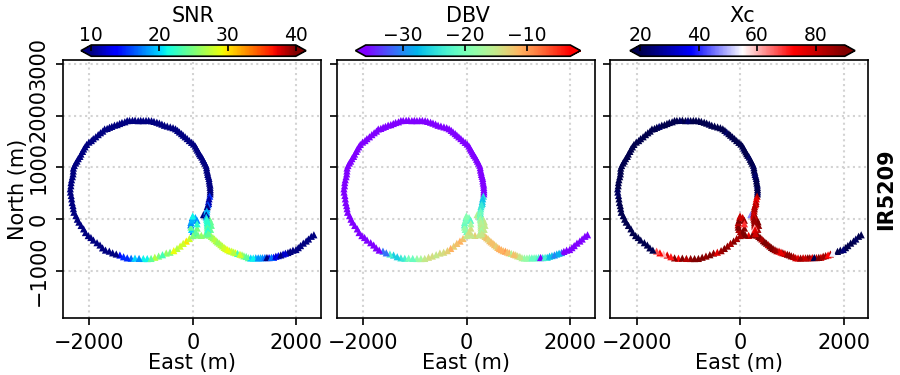 SNR DBV Xc
10 20 30 40 −30 −20 −10 20 40 60 80
North (m)
3000
2000
1000
0
−1000
IR5209
−2000 0 2000 −2000 0 2000 −2000 0 2000
East (m) East (m) East (m)